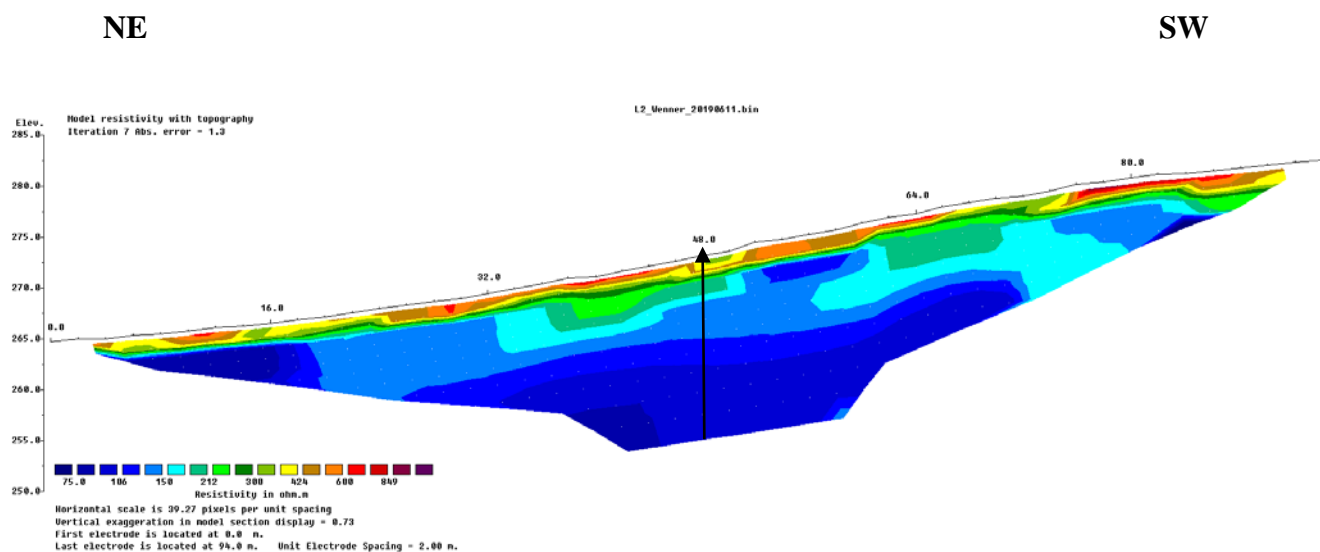 NE SW
L2_Wenner_20190611.bin
Model resistivity with topography
Elev. Iteration 7 Abs. error = 1.3
285.0
280.0
275.0
270.0
265.0
260.0
255.0
250.0
0.0 16.0 32.0 48.0 64.0 80.0
75.0 106 150 212 300 424 600 849
Resistivity in ohm.m
Horizontal scale is 39.27 pixels per unit spacing
Vertical exaggeration in model section display = 0.73
First electrode is located at 0.0 m.
Last electrode is located at 94.0 m. Unit Electrode Spacing = 2.00 m.